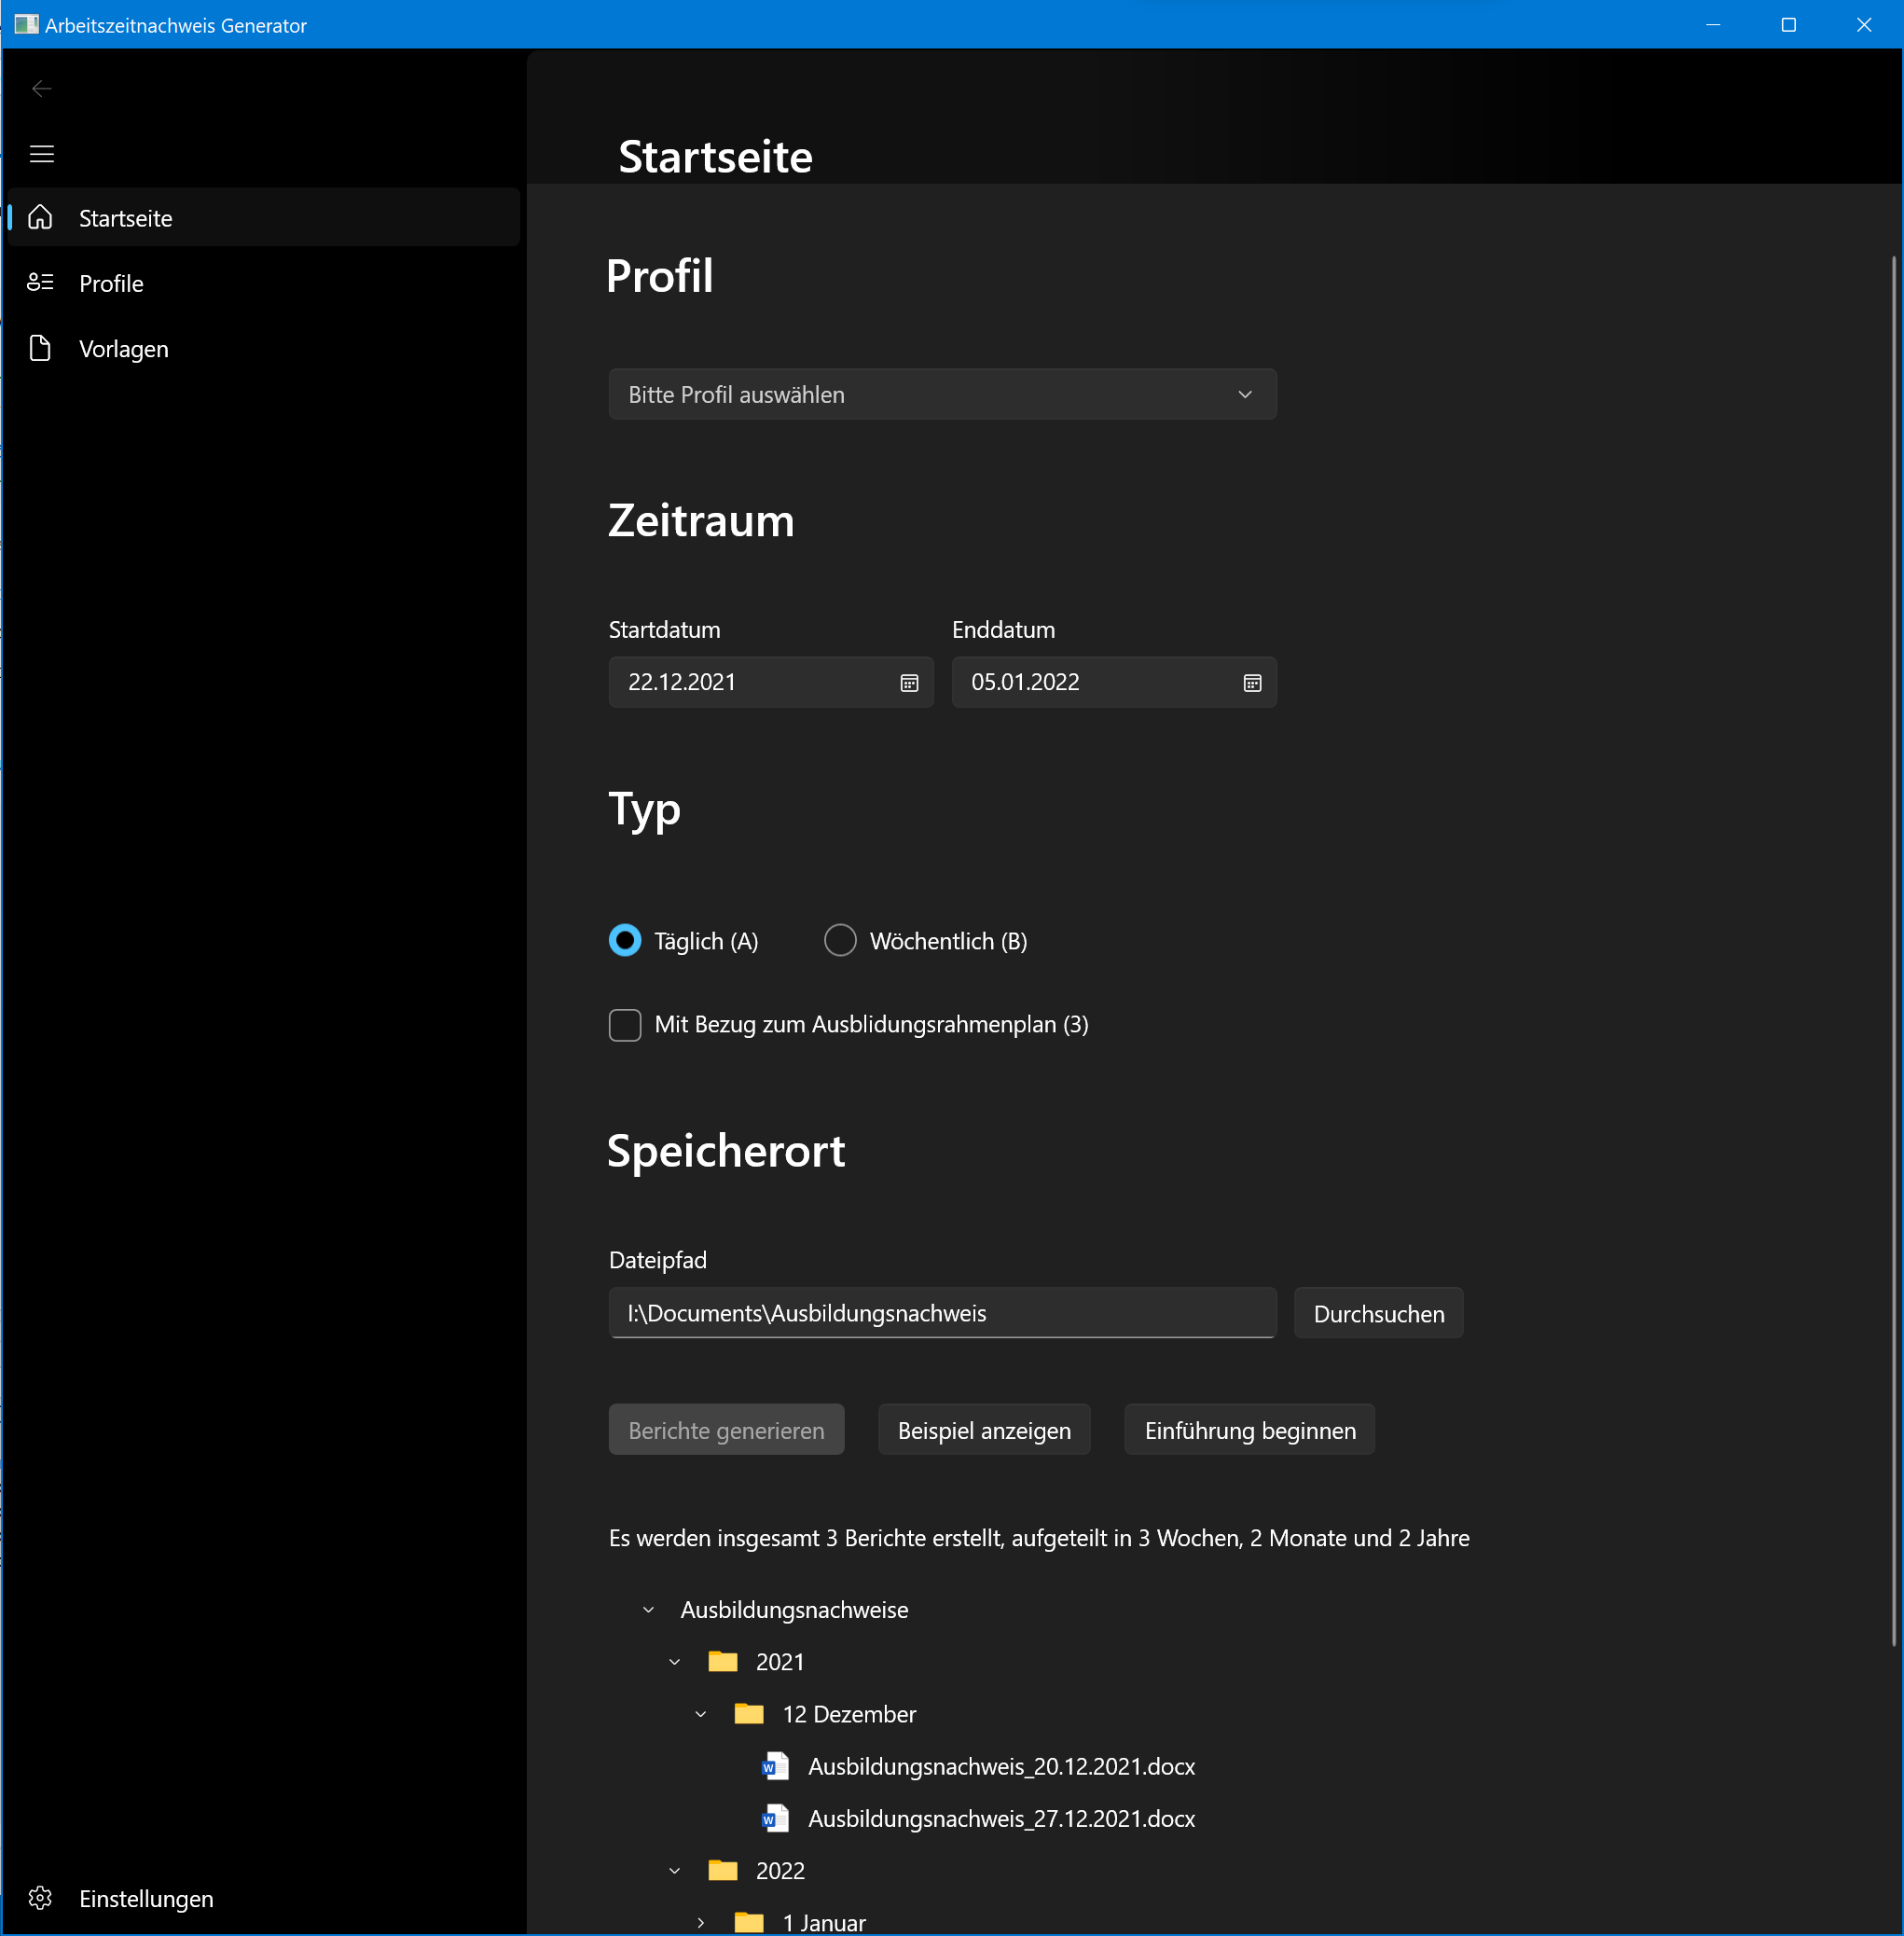 Arbeitszeitnachweis Generator
Startseite
Profile
Vorlagen
Einstellungen
Startseite
Profil
Bitte Profil auswählen
Zeitraum
Startdatum Enddatum
22.12.2021 05.01.2022
Typ
Täglich (A) Wöchentlich (B)
Mit Bezug zum Ausblidungsrahmenplan (3)
Speicherort
Dateipfad
I:\Documents\Ausbildungsnachweis Durchsuchen
Berichte generieren Beispiel anzeigen Einführung beginnen
Es werden insgesamt 3 Berichte erstellt, aufgeteilt in 3 Wochen, 2 Monate und 2 Jahre
Ausbildungsnachweise
2021
12 Dezember
Ausbildungsnachweis_20.12.2021.docx
Ausbildungsnachweis_27.12.2021.docx
2022
1 Januar